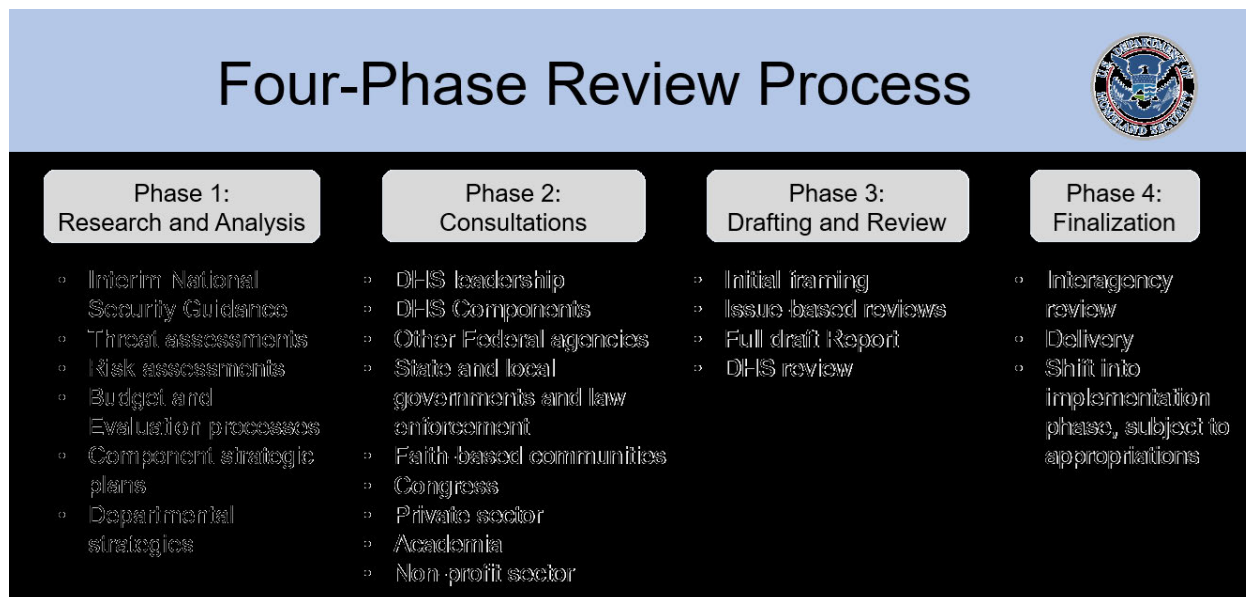 Four-Phase Review Process
U.S. DEPARTMENT OF
HOMELAND SECURITY
Phase 1:
Research and Analysis
◦ Interim National
Security Guidance
◦ Threat assessments
◦ Risk assessments
◦ Budget and
Evaluation processes
◦ Component strategic
plans
◦ Departmental
strategies
Phase 2:
Consultations
◦ DHS leadership
◦ DHS Components
◦ Other Federal agencies
◦ State and local
governments and law
enforcement
◦ Faith-based communities
◦ Congress
◦ Private sector
◦ Academia
◦ Non-profit sector
Phase 3:
Drafting and Review
◦ Initial framing
◦ Issue-based reviews
◦ Full draft Report
◦ DHS review
Phase 4:
Finalization
◦ Interagency
review
◦ Delivery
◦ Shift into
implementation
phase, subject to
appropriations